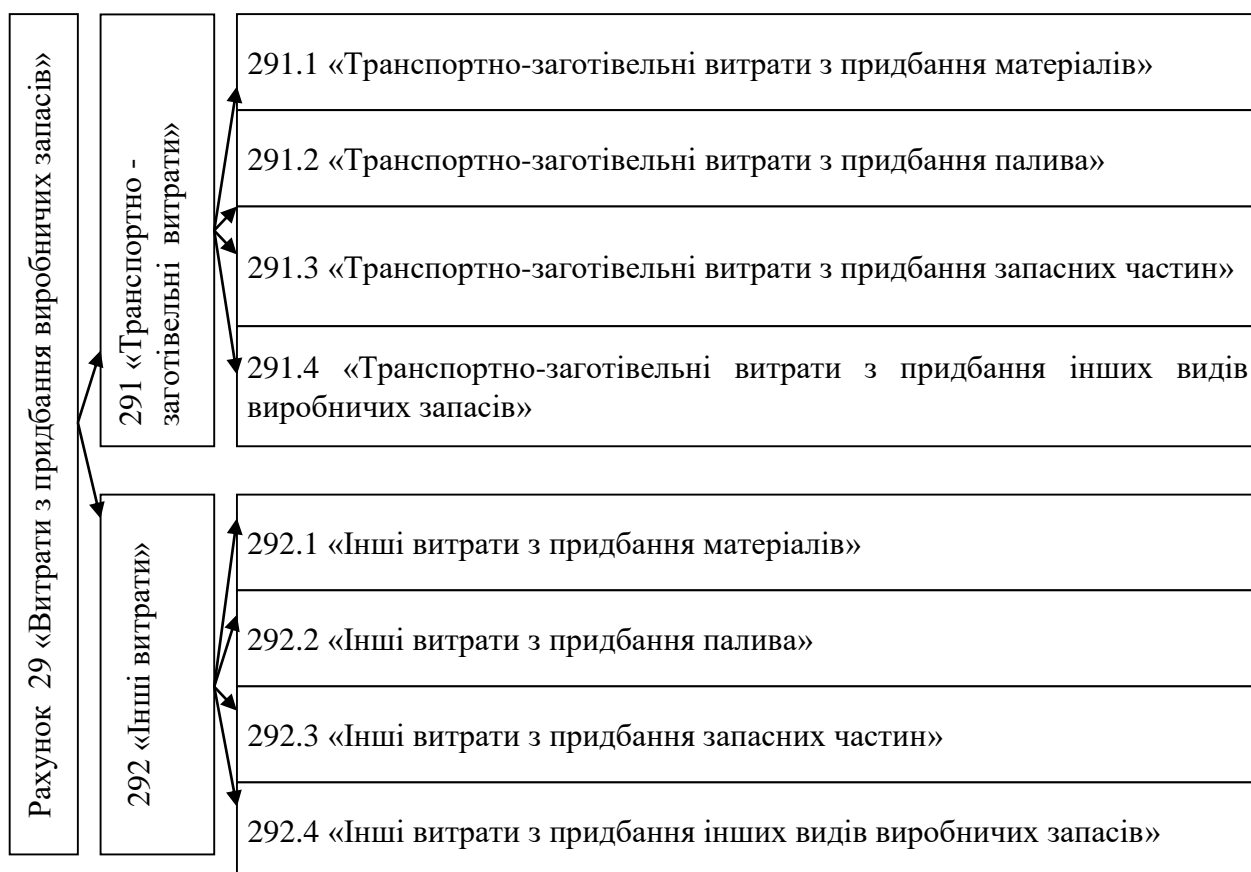 Рахунок 29 «Витрати з придбання виробничих запасів»
291 «Транспортно -
заготівельні витрати»
291.1 «Транспортно-заготівельні витрати з придбання матеріалів»
291.2 «Транспортно-заготівельні витрати з придбання палива»
291.3 «Транспортно-заготівельні витрати з придбання запасних частин»
291.4 «Транспортно-заготівельні витрати з придбання інших видів
виробничих запасів»
292 «Інші витрати»
292.1 «Інші витрати з придбання матеріалів»
292.2 «Інші витрати з придбання палива»
292.3 «Інші витрати з придбання запасних частин»
292.4 «Інші витрати з придбання інших видів виробничих запасів»